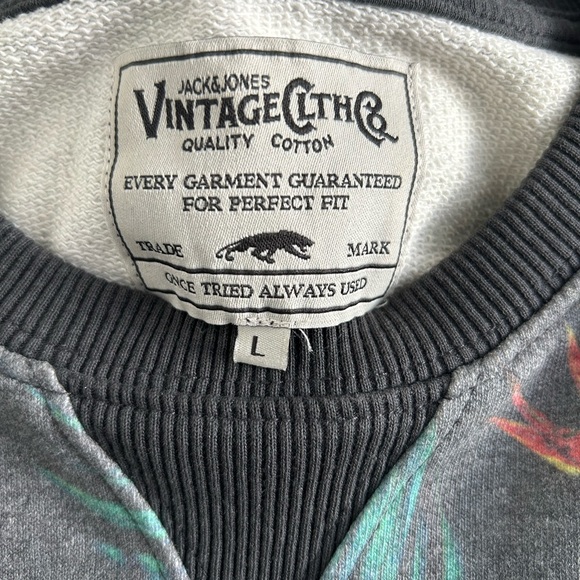 JACK&JONES
VINTAGE CLTH Co
QUALITY COTTON
EVERY GARMENT GUARANTEED
FOR PERFECT FIT
TRADE MARK
ONCE TRIED ALWAYS USED
L